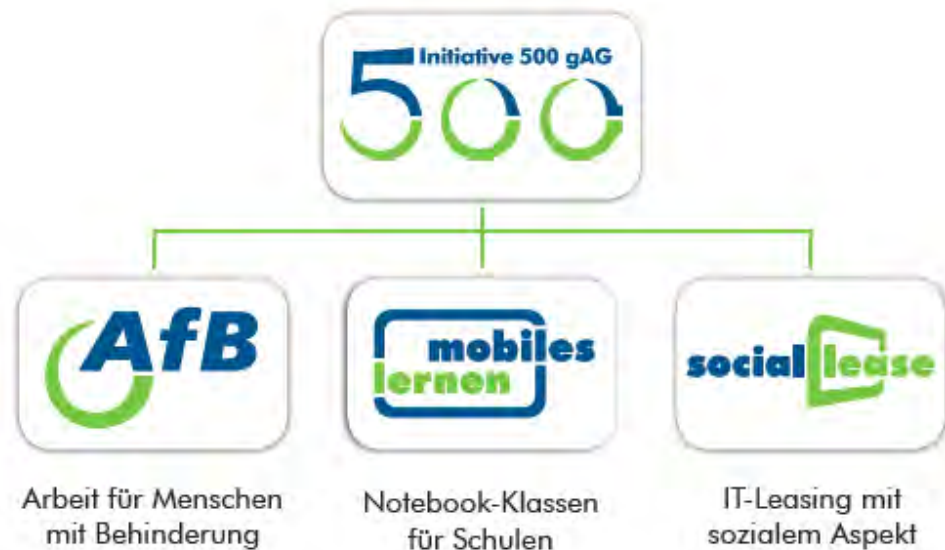 Initiative 500 gAG
500
AfB
mobiles
lernen
social lease
Arbeit für Menschen
mit Behinderung
Notebook-Klassen
für Schulen
IT-Leasing mit
sozialem Aspekt